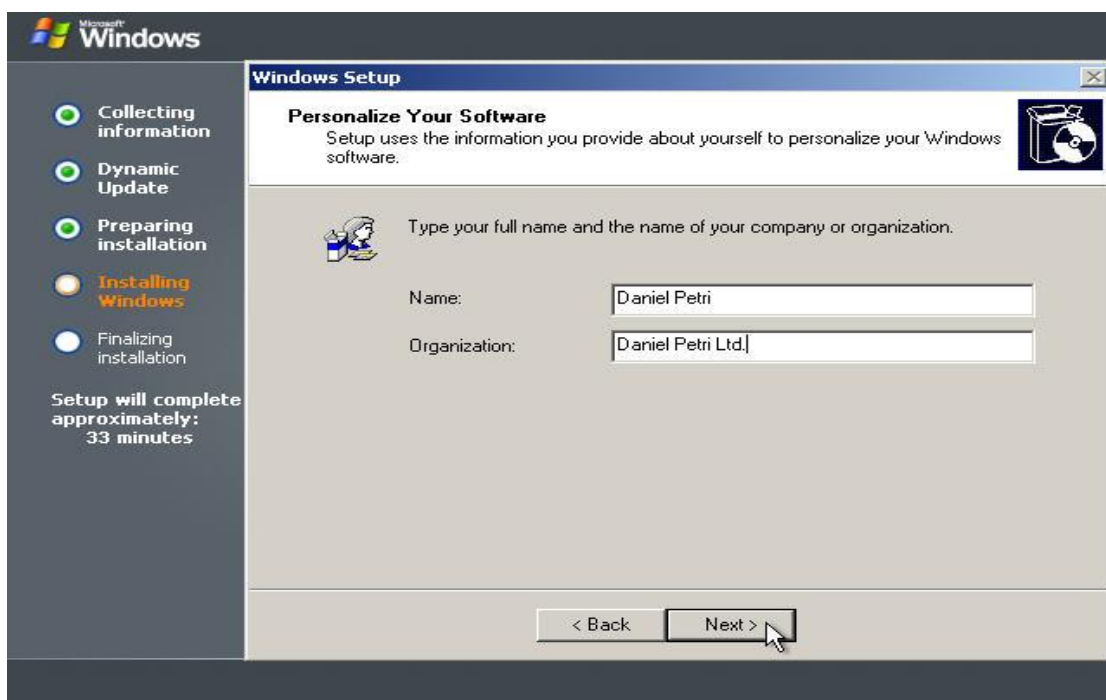 Microsoft
Windows
Collecting
information
Dynamic
Update
Preparing
installation
Installing
Windows
Finalizing
installation
Setup will complete
approximately:
33 minutes
Windows Setup
Personalize Your Software
Setup uses the information you provide about yourself to personalize your Windows
software.
Type your full name and the name of your company or organization.
Name: Daniel Petri
Organization: Daniel Petri Ltd.
< Back Next >